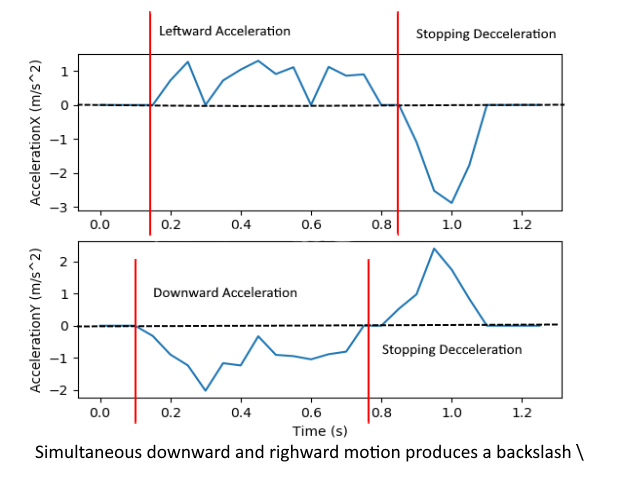 Leftward Acceleration
Stopping Decceleration
AccelerationX (m/s^2)
1
0
−1
−2
−3
0.0 0.2 0.4 0.6 0.8 1.0 1.2
AccelerationY (m/s^2)
2
1
0
−1
−2
Downward Acceleration
Stopping Decceleration
0.0 0.2 0.4 0.6 0.8 1.0 1.2
Time (s)
Simultaneous downward and righward motion produces a backslash \